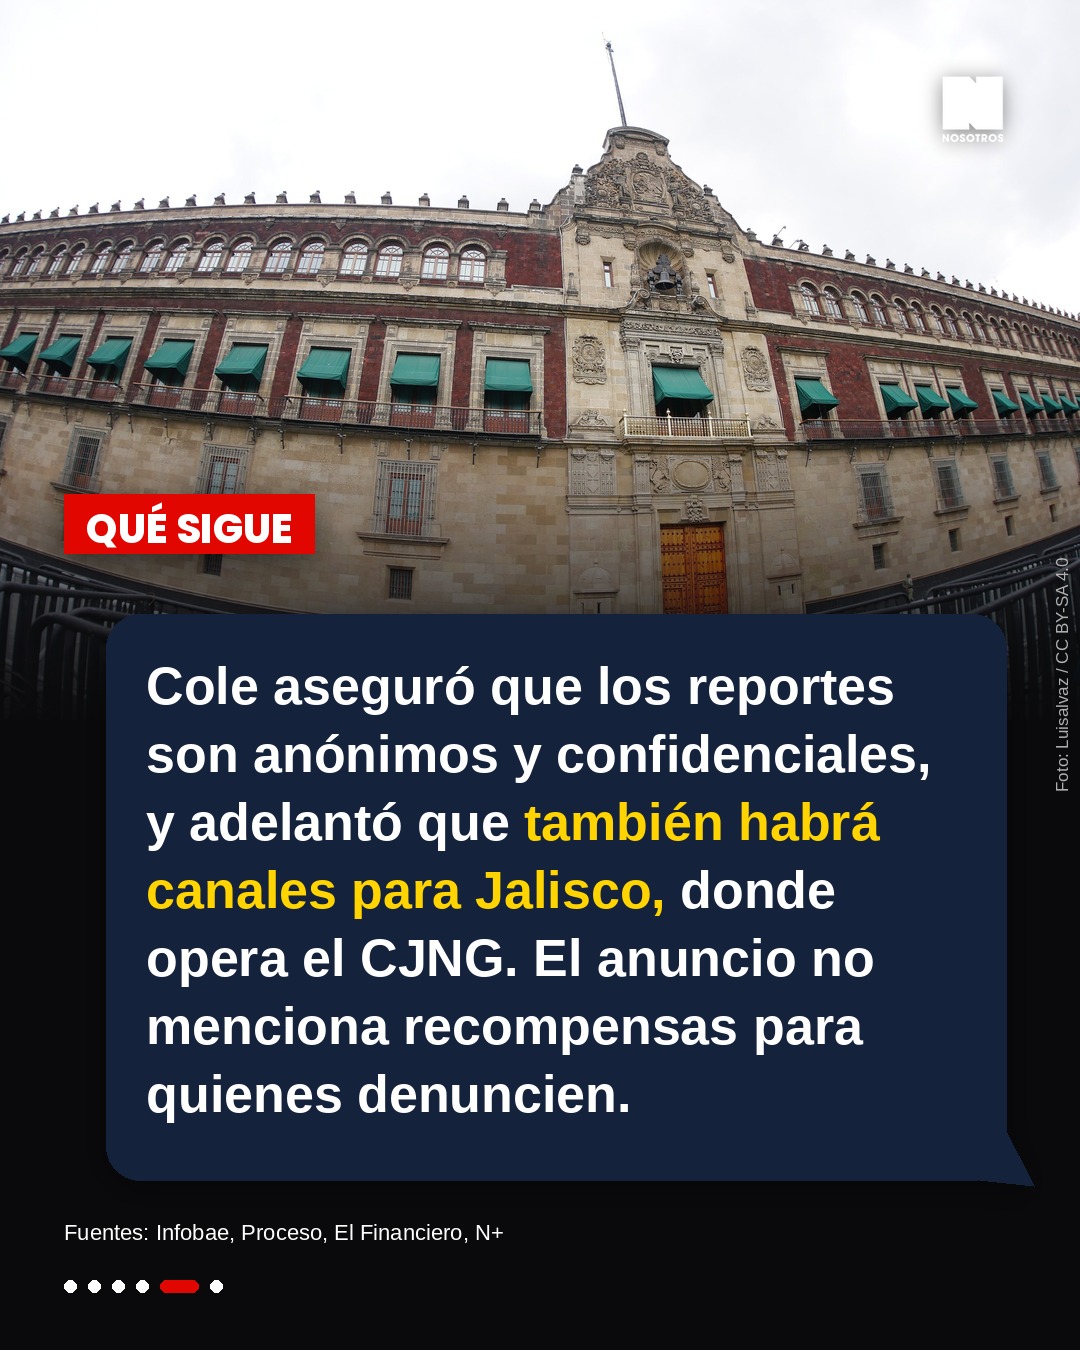 NOSOTROS
QUÉ SIGUE
Cole aseguró que los reportes
son anónimos y confidenciales,
y adelantó que también habrá
canales para Jalisco, donde
opera el CJNG. El anuncio no
menciona recompensas para
quienes denuncien.
Foto: Luisalvaz / CC BY-SA 4.0
Fuentes: Infobae, Proceso, El Financiero, N+